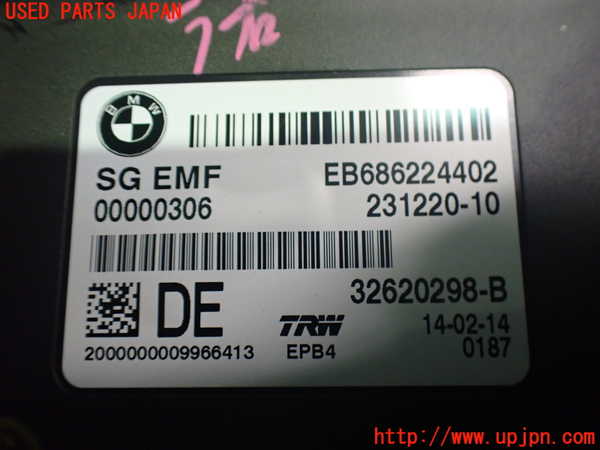 USED PARTS JAPAN
BMW
SG EMF
EB686224402
00000306
231220-10
DE
32620298-B
TRW
14-02-14
2000000009966413
EPB4
0187
http://www.upjpn.com/